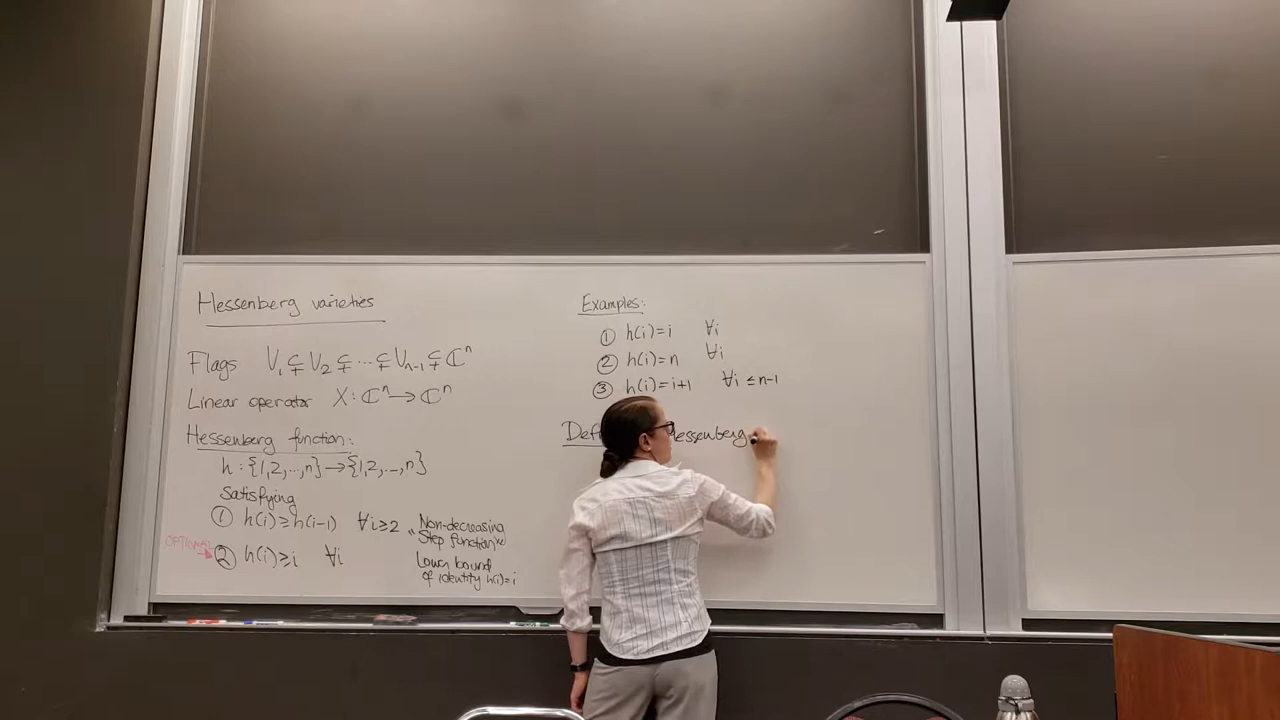 Hessenberg varieties
Flags V₁ ⊊ V₂ ⊊ ... ⊊ Vₙ₋₁ ⊊ ℂⁿ
Linear operator X: ℂⁿ → ℂⁿ
Hessenberg function:
h: {1,2,...,n} → {1,2,...,n}
Satisfying
① h(i) ≥ h(i-1) ∀i≥2 "Non-decreasing
Step function"
OPTIONAL → ② h(i) ≥ i ∀i Lower bound
of identity h(i)=i
Examples:
① h(i)=i ∀i
② h(i)=n ∀i
③ h(i)=i+1 ∀i ≤ n-1
Hessenberg